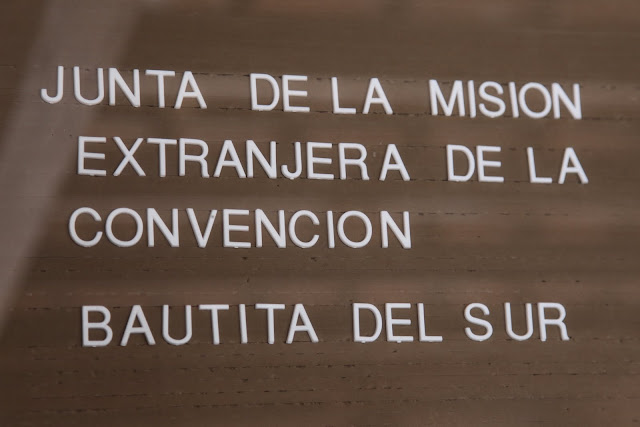 JUNTA DE LA MISION
EXTRANJERA DE LA
CONVENCION
BAUTITA DEL SUR